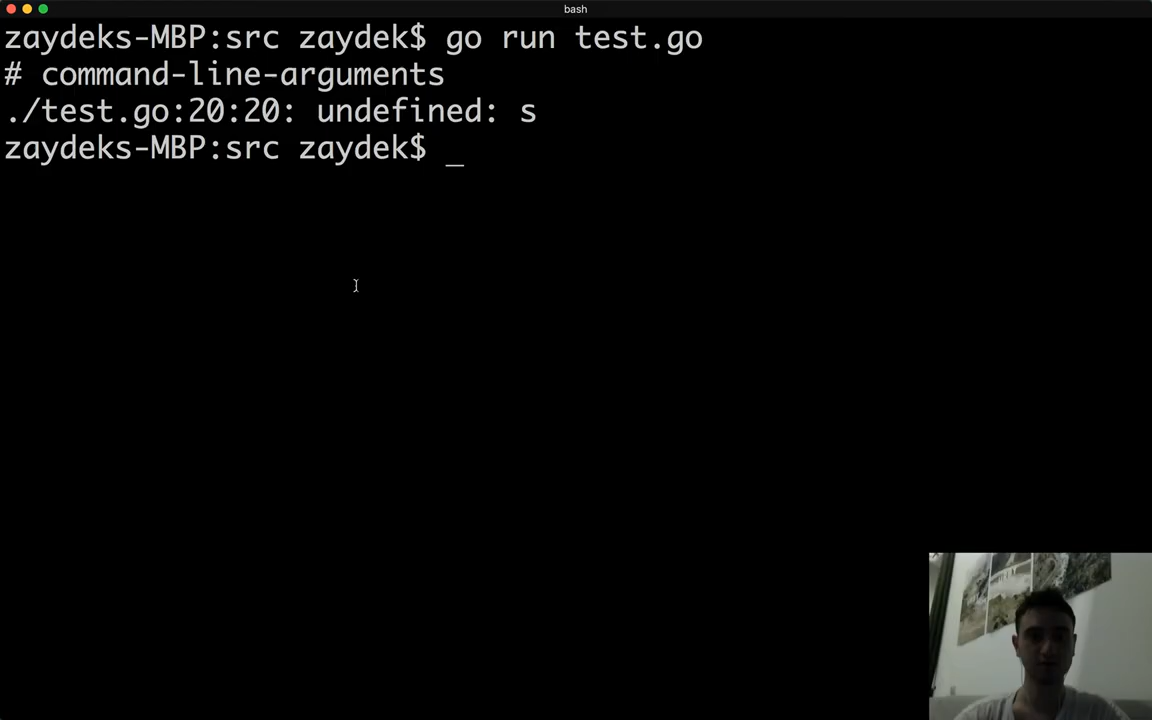 bash
zaydeks-MBP:src zaydek$ go run test.go
# command-line-arguments
./test.go:20:20: undefined: s
zaydeks-MBP:src zaydek$ _